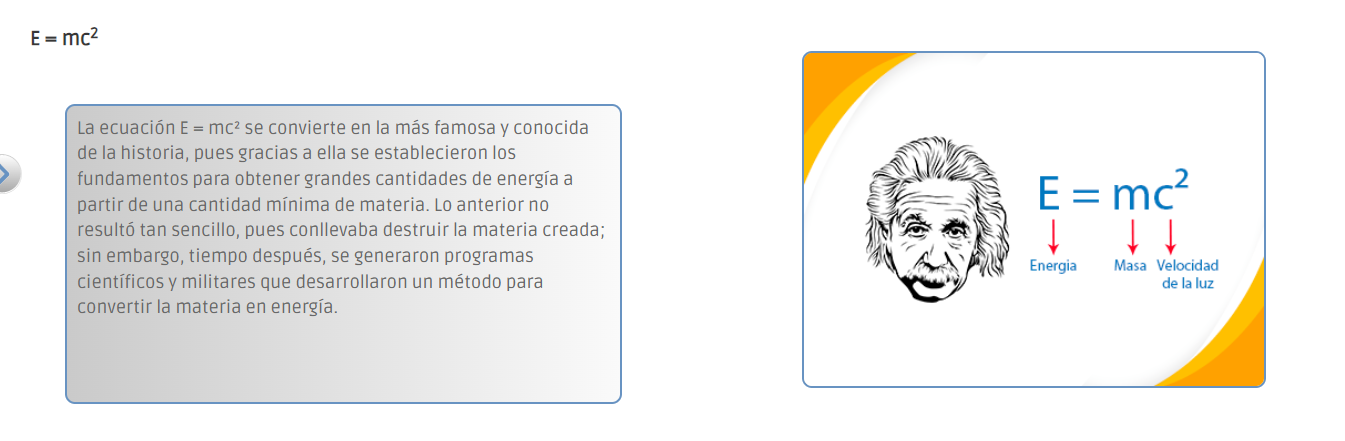 E = mc²
La ecuación E = mc² se convierte en la más famosa y conocida
de la historia, pues gracias a ella se establecieron los
fundamentos para obtener grandes cantidades de energía a
partir de una cantidad mínima de materia. Lo anterior no
resultó tan sencillo, pues conllevaba destruir la materia creada;
sin embargo, tiempo después, se generaron programas
científicos y militares que desarrollaron un método para
convertir la materia en energía.
E = mc²
Energia Masa Velocidad
de la luz